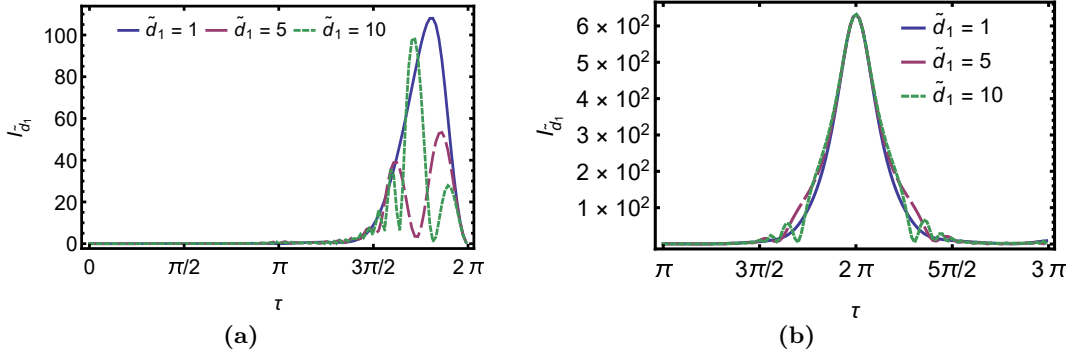 d̃₁ = 1 d̃₁ = 5 d̃₁ = 10
100
80
60
40
20
0
I_d̃₁
0 π/2 π 3π/2 2 π
τ
(a)
6 × 10²
5 × 10²
4 × 10²
3 × 10²
2 × 10²
1 × 10²
I_d̃₁
d̃₁ = 1
d̃₁ = 5
d̃₁ = 10
π 3π/2 2 π 5π/2 3 π
τ
(b)